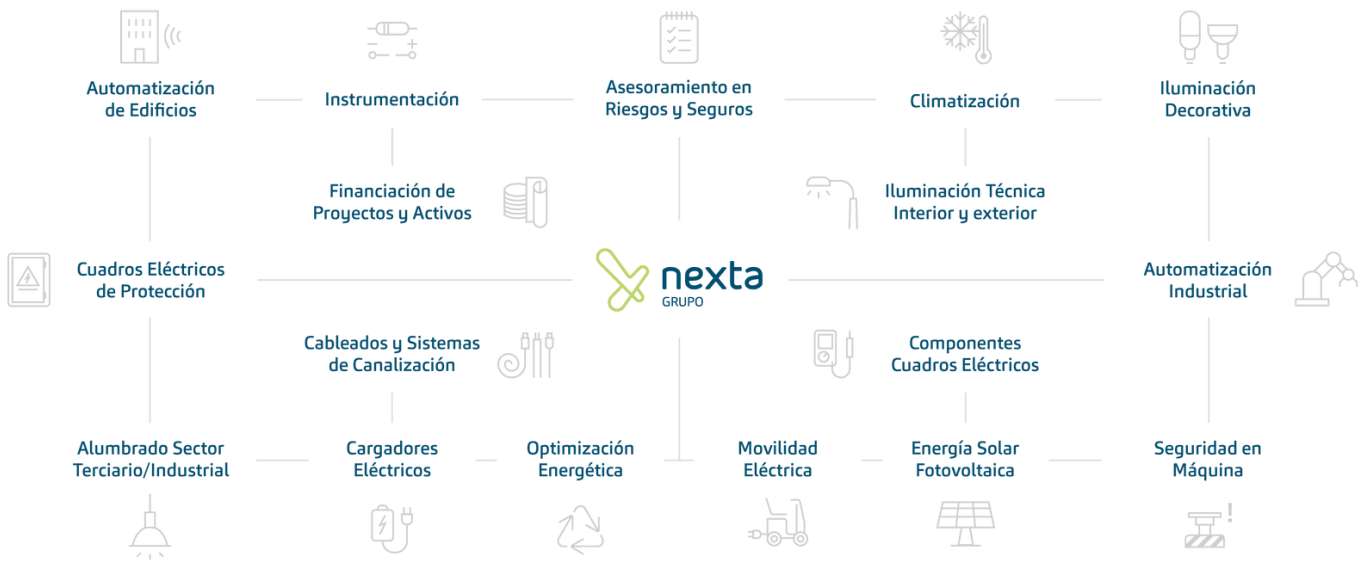 Automatización
de Edificios
Instrumentación
Asesoramiento en
Riesgos y Seguros
Climatización
Iluminación
Decorativa
Financiación de
Proyectos y Activos
Iluminación Técnica
Interior y exterior
Cuadros Eléctricos
de Protección
nexta
GRUPO
Automatización
Industrial
Cableados y Sistemas
de Canalización
Componentes
Cuadros Eléctricos
Alumbrado Sector
Terciario/Industrial
Cargadores
Eléctricos
Optimización
Energética
Movilidad
Eléctrica
Energía Solar
Fotovoltaica
Seguridad en
Máquina